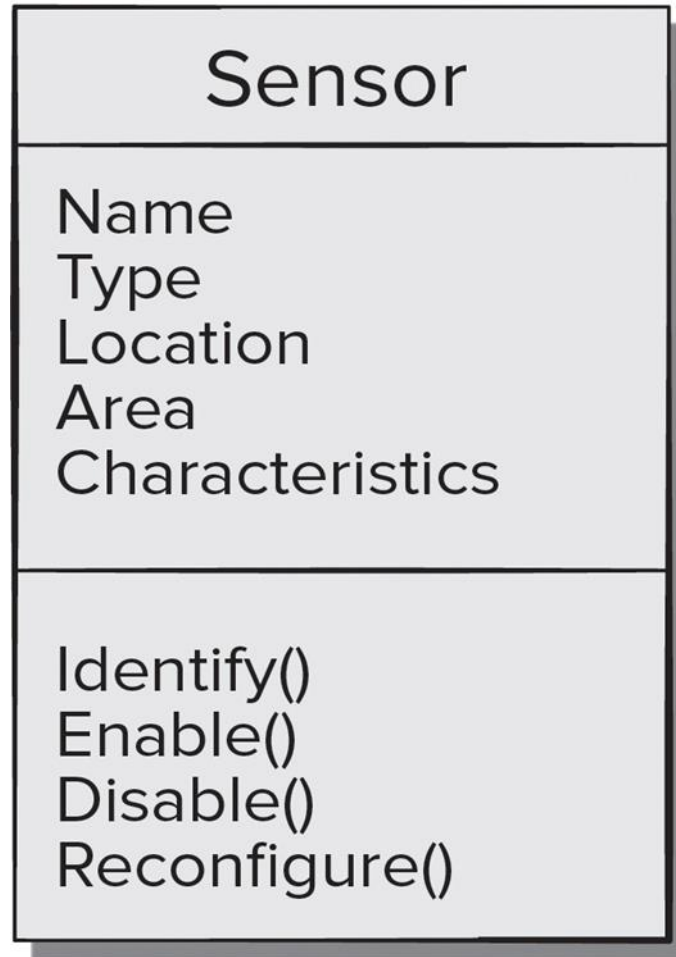 Sensor
Name
Type
Location
Area
Characteristics
Identify()
Enable()
Disable()
Reconfigure()